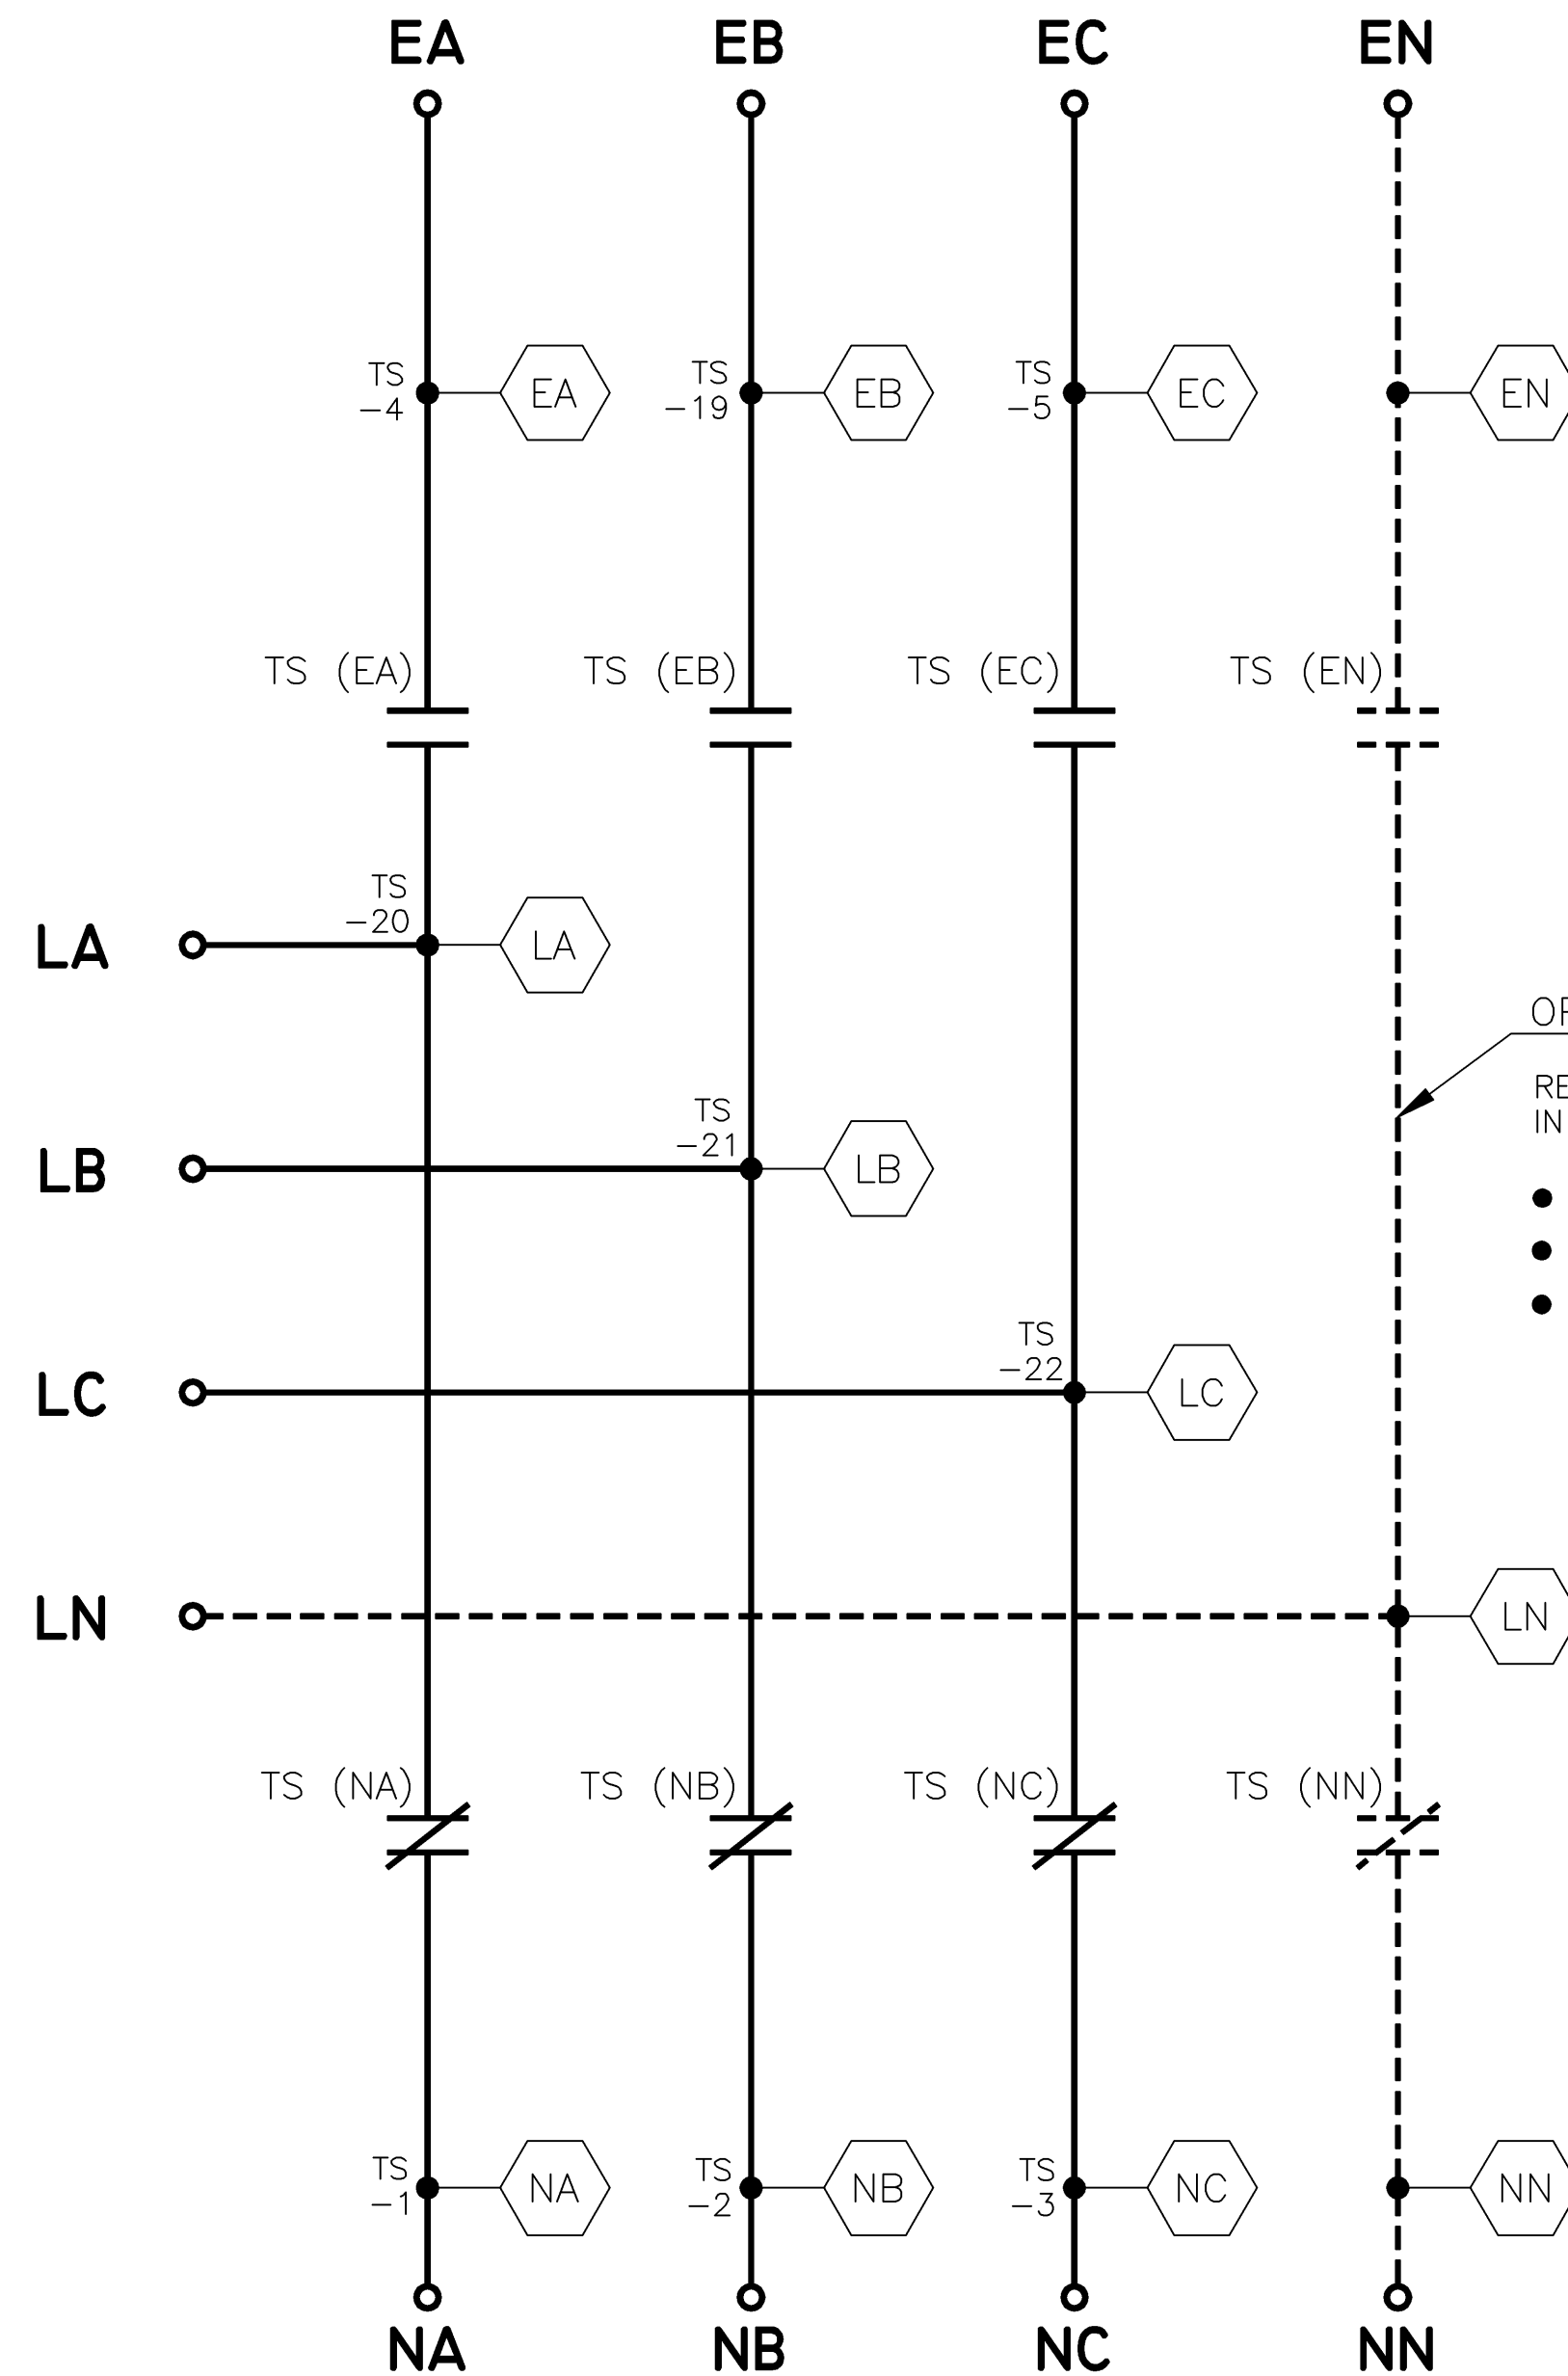 EA EB EC EN
TS TS TS
-4 EA -19 EB -5 EC EN
TS (EA) TS (EB) TS (EC) TS (EN)
TS
-20
LA LA
OP
RE
TS
-21 IN
LB LB
TS
-22
LC LC
LN LN
TS (NA) TS (NB) TS (NC) TS (NN)
TS TS TS
-1 NA -2 NB -3 NC NN
NA NB NC NN